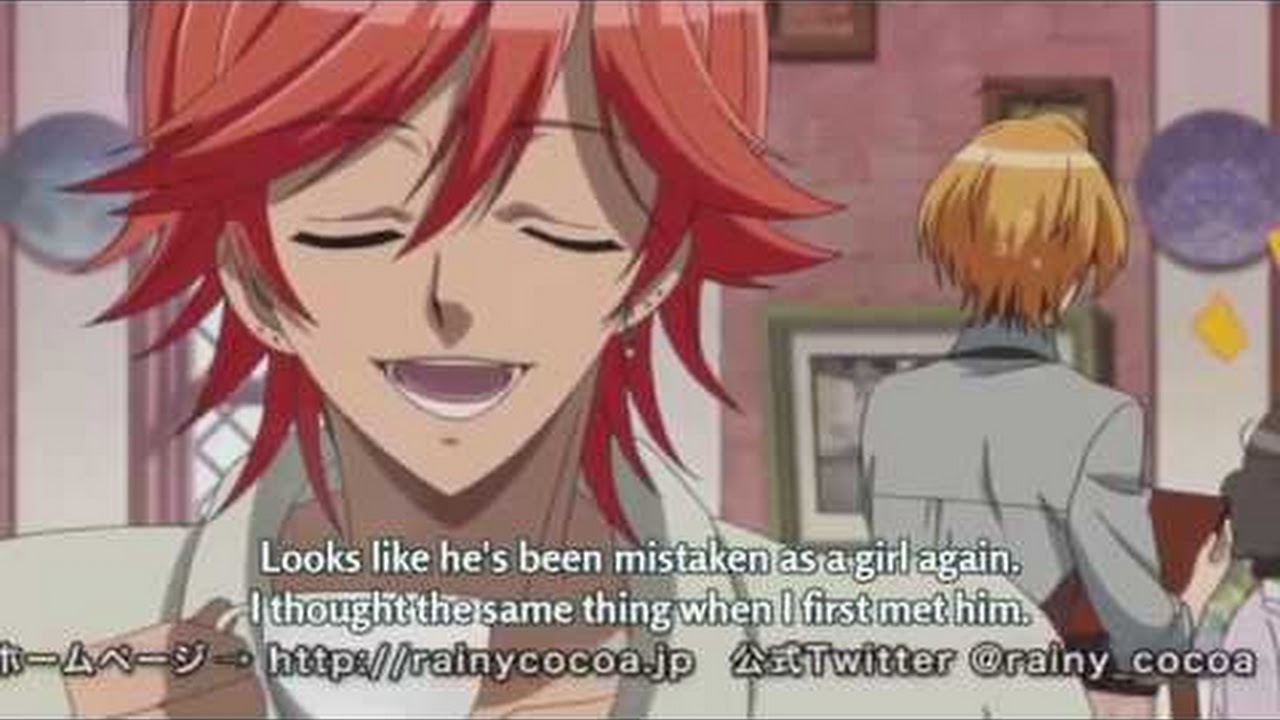 Looks like he's been mistaken as a girl again.
I thought the same thing when I first met him.
ホームページ→ http://rainycocoa.jp 公式Twitter @rainy_cocoa